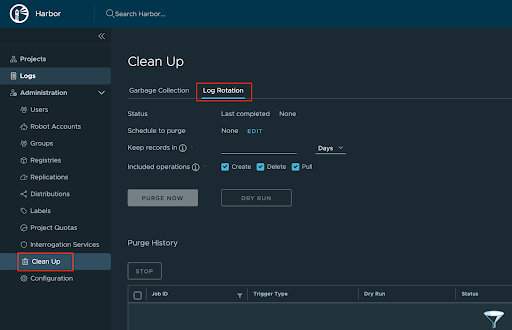 Harbor
Search Harbor...
Projects
Logs
Administration
Users
Robot Accounts
Groups
Registries
Replications
Distributions
Labels
Project Quotas
Interrogation Services
Clean Up
Configuration
Clean Up
Garbage Collection Log Rotation
Status Last completed None
Schedule to purge None EDIT
Keep records in * Days
Included operations * Create Delete Pull
PURGE NOW DRY RUN
Purge History
STOP
Job ID Trigger Type Dry Run Status